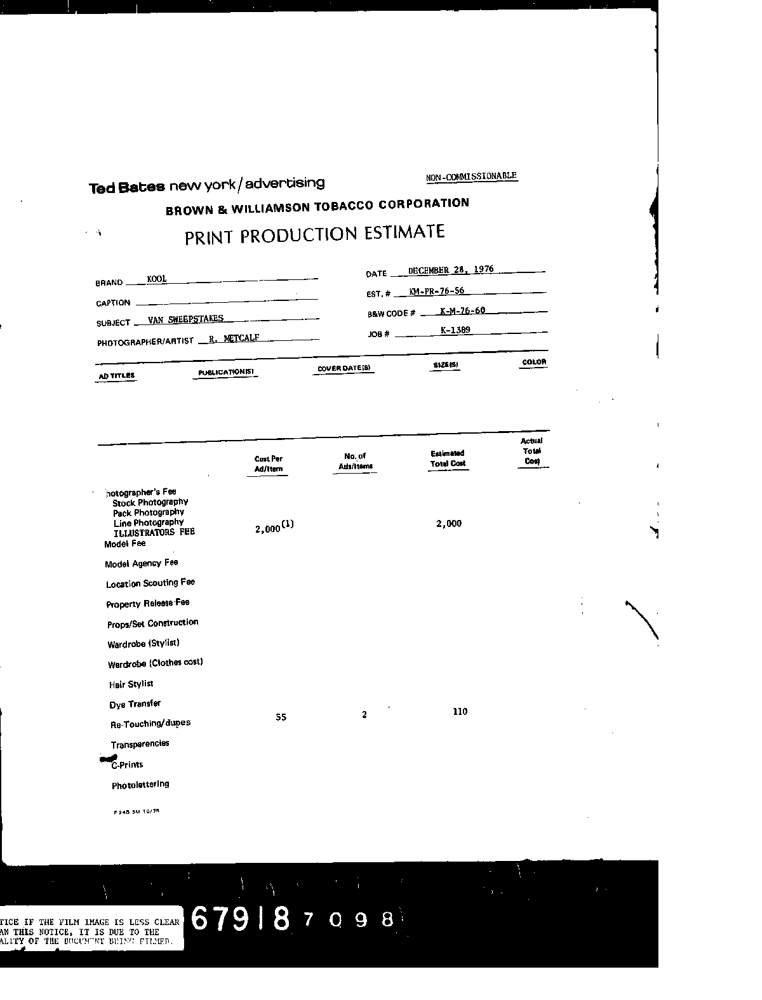 NON-COMMISSIONABLE
Ted Bates new york/advertising
BROWN & WILLIAMSON TOBACCO CORPORATION
PRINT PRODUCTION ESTIMATE
BRAND KOOL DATE DECEMBER 28, 1976
CAPTION EST. # KM-PR-76-56
SUBJECT VAN SWEEPSTAKES B&W CODE # K-M-76-60
PHOTOGRAPHER/ARTIST R. METCALF JOB # K-1389
AD TITLES PUBLICATION(S) COVER DATE(S) SIZE(S) COLOR
Cost Per Ad/Item No. of Ads/Items Estimated Total Cost Actual Total Cost
hotographer's Fee
Stock Photography
Pack Photography
Line Photography
ILLUSTRATORS FEE 2,000(1) 2,000
Model Fee
Model Agency Fee
Location Scouting Fee
Property Release Fee
Props/Set Construction
Wardrobe (Stylist)
Wardrobe (Clothes cost)
Hair Stylist
Dye Transfer
Re-Touching/dupes 55 2 110
Transparencies
C-Prints
Photolettering
TICE IF THE FILM IMAGE IS LESS CLEAR
AN THIS NOTICE, IT IS DUE TO THE
ALITY OF THE DOCUMENT BEING FILMED.
67918 7098